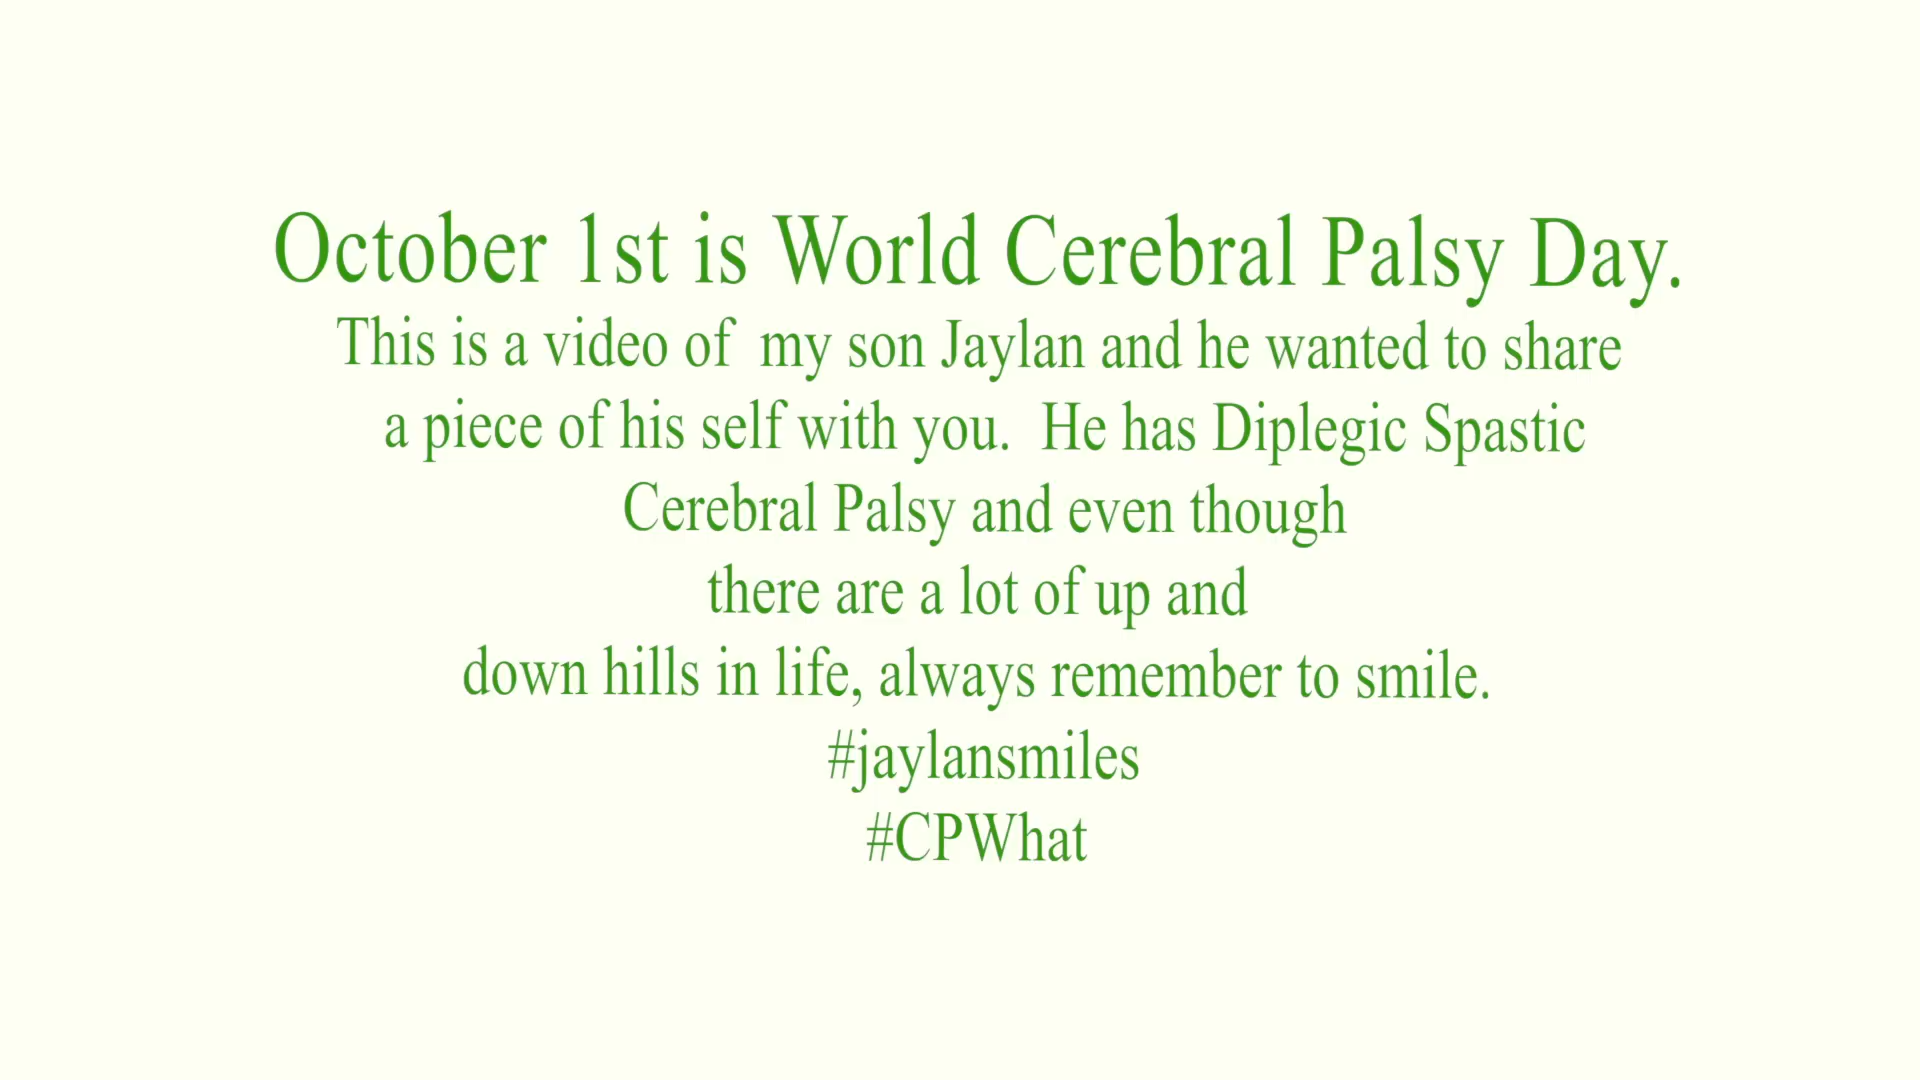 October 1st is World Cerebral Palsy Day.
This is a video of my son Jaylan and he wanted to share
a piece of his self with you. He has Diplegic Spastic
Cerebral Palsy and even though
there are a lot of up and
down hills in life, always remember to smile.
#jaylansmiles
#CPWhat